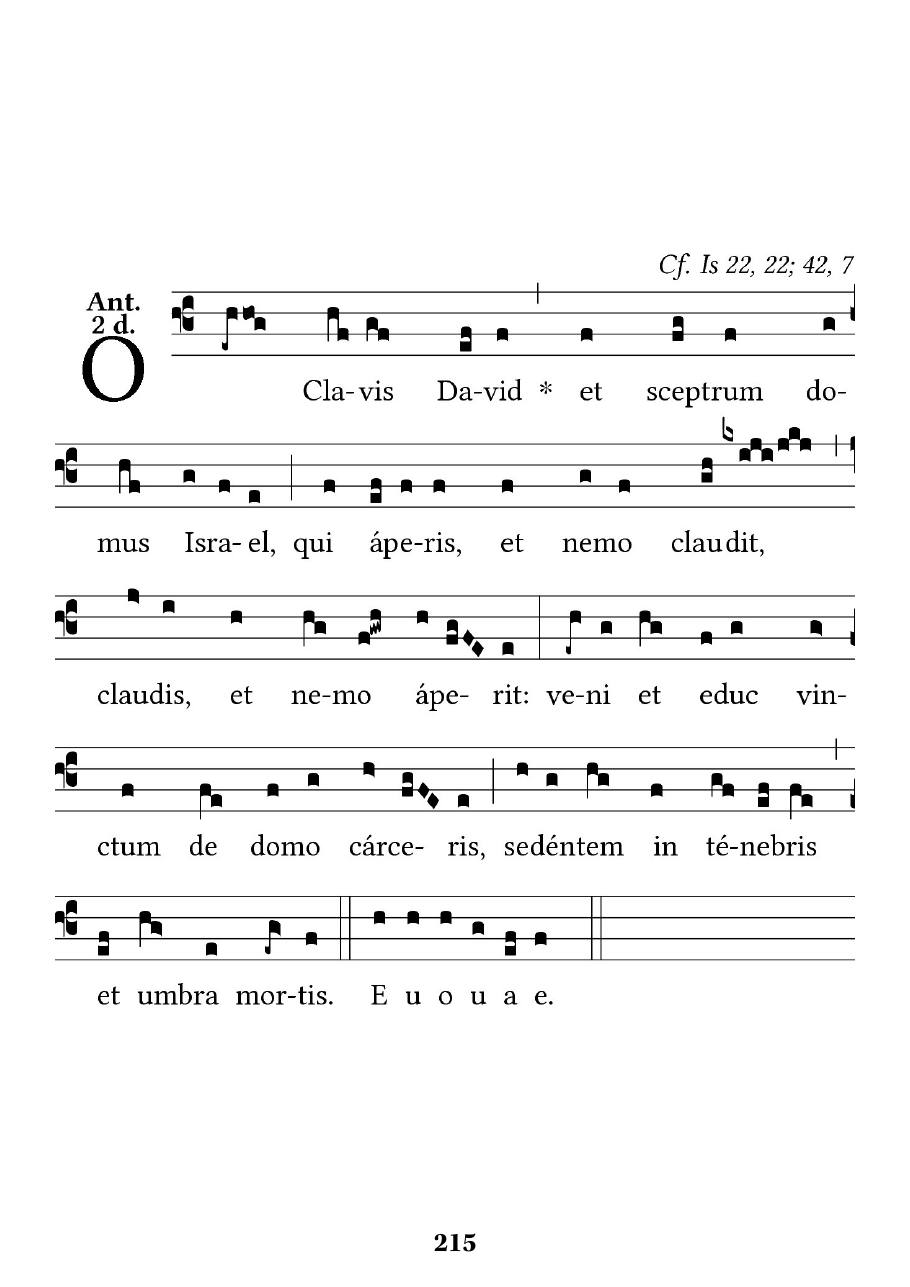 Cf. Is 22, 22; 42, 7
Ant.
2 d.
O Cla-vis Da-vid * et sceptrum do-
mus Isra-el, qui ápe-ris, et nemo claudit,
claudis, et ne-mo ápe-rit: ve-ni et educ vin-
ctum de domo cárce-ris, sedéntem in té-nebris
et umbra mor-tis. E u o u a e.
215